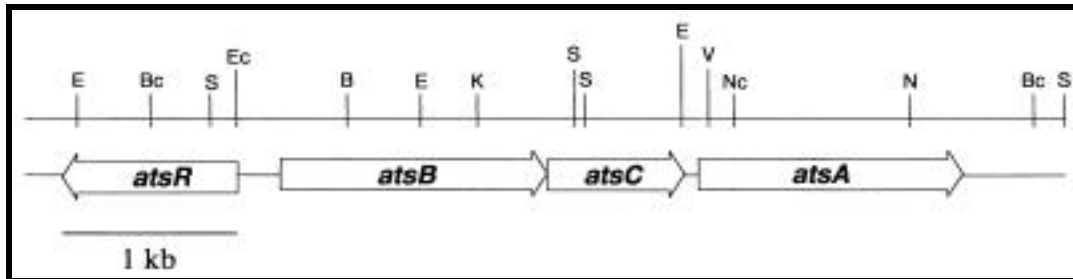 E Bc S Ec B E K S S E V Nc N Bc S
atsR atsB atsC atsA
1 kb